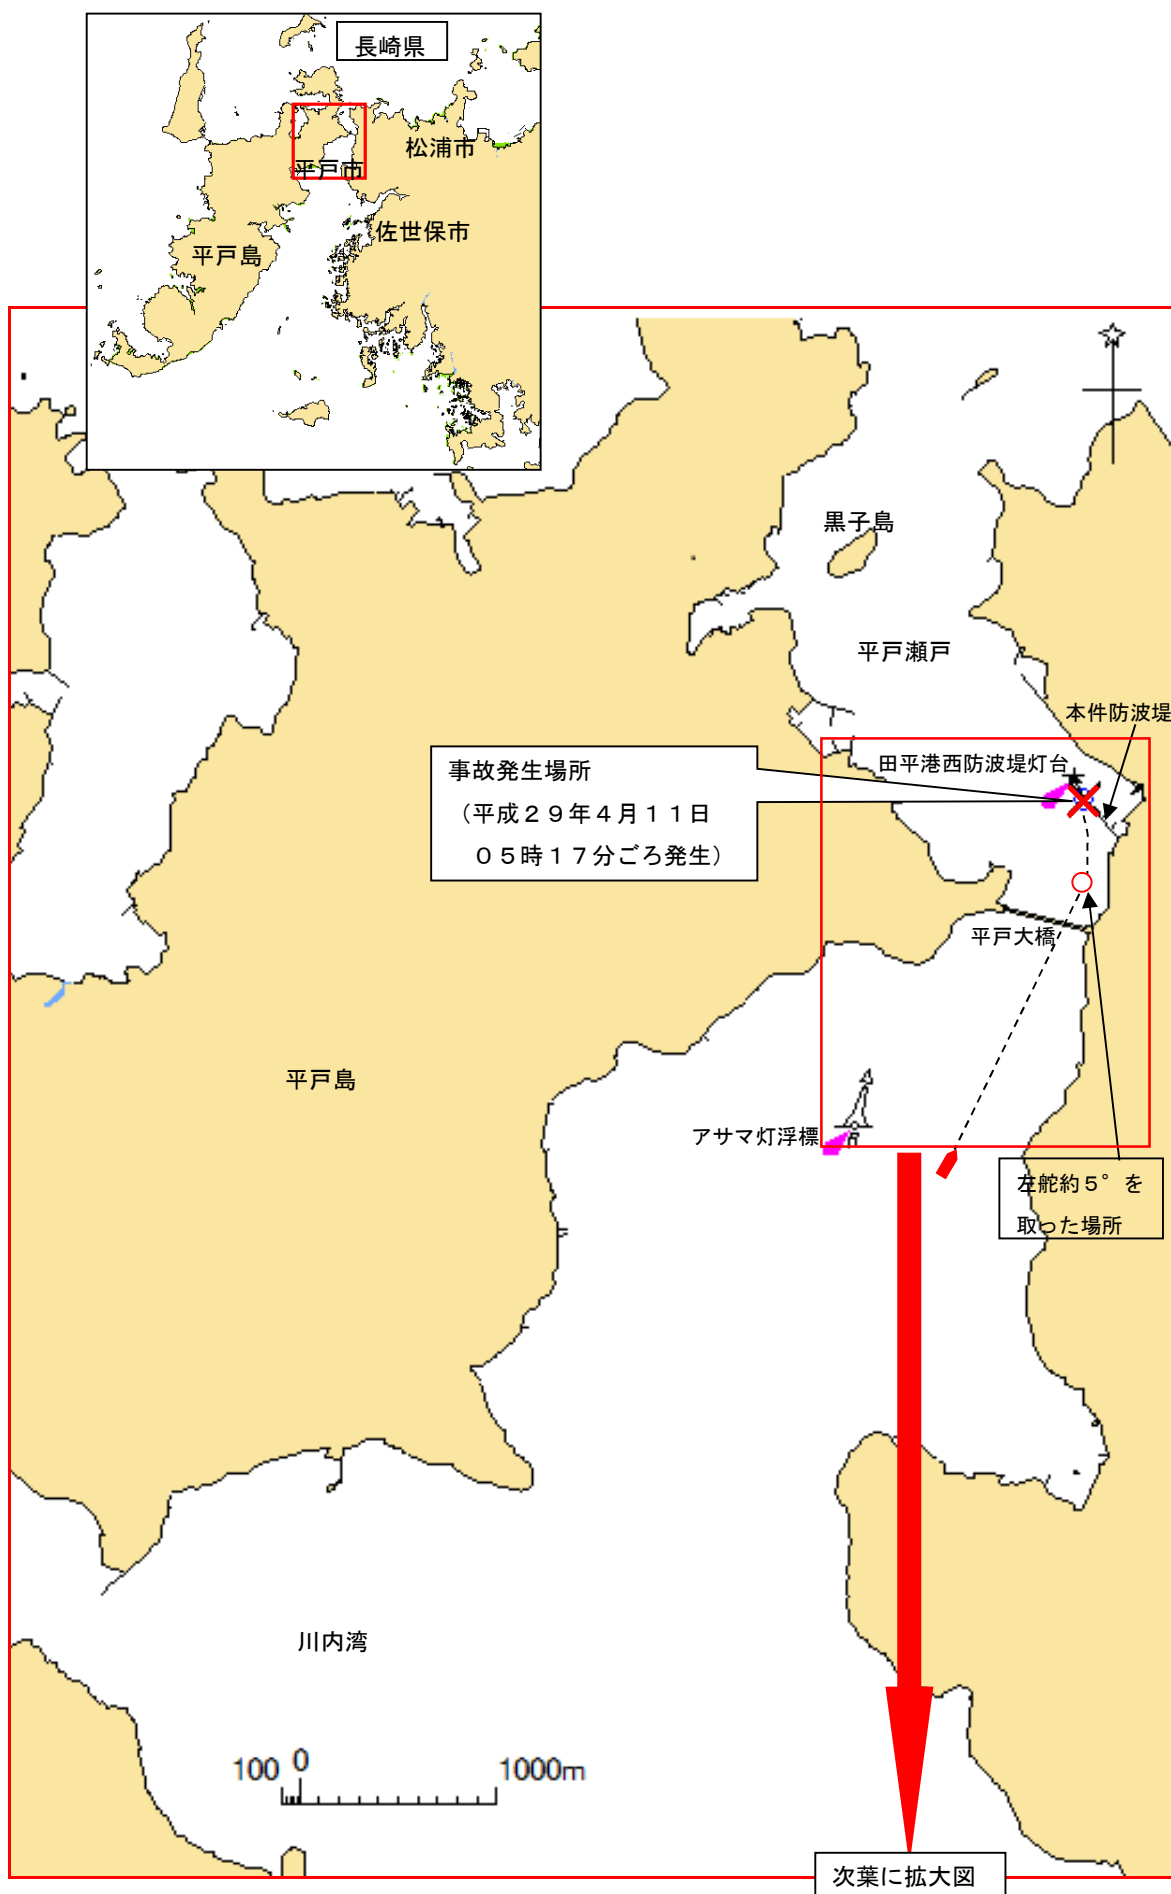 長崎県
松浦市
平戸市
佐世保市
平戸島
黒子島
平戸瀬戸
本件防波堤
田平港西防波堤灯台
事故発生場所
（平成２９年４月１１日
０５時１７分ごろ発生）
平戸大橋
平戸島
アサマ灯浮標
R
左舵約５°を
取った場所
川内湾
100 0 1000m
次葉に拡大図